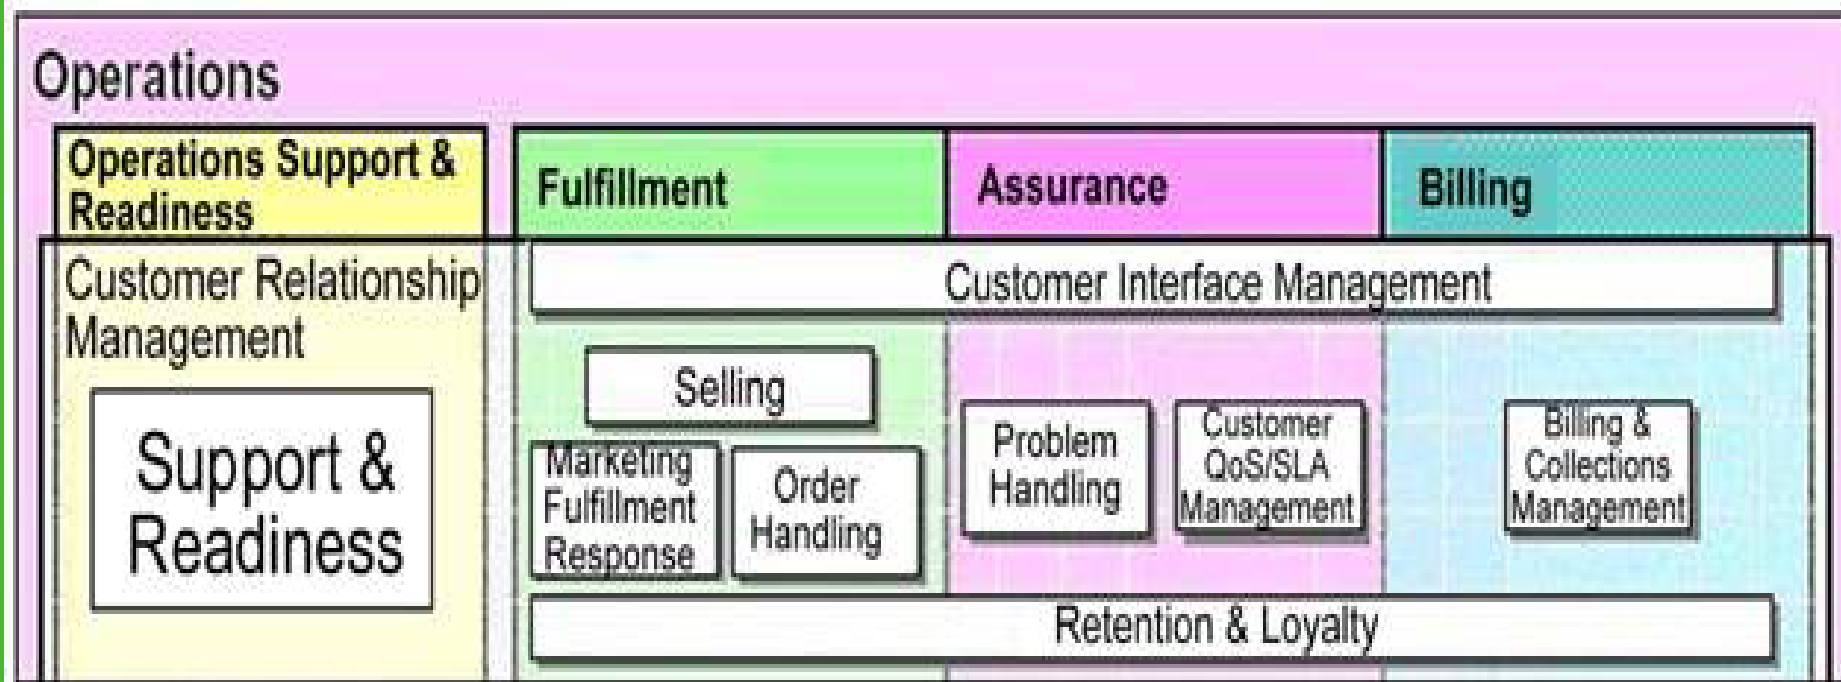 Operations
Operations Support &
Readiness
Fulfillment
Assurance
Billing
Customer Relationship
Management
Customer Interface Management
Support &
Readiness
Selling
Marketing
Fulfillment
Response
Order
Handling
Problem
Handling
Customer
QoS/SLA
Management
Billing &
Collections
Management
Retention & Loyalty